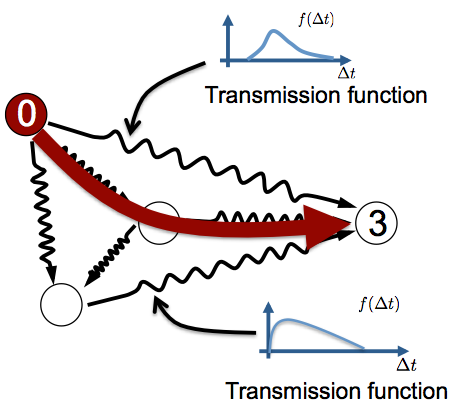 f(Δt)
Δt
Transmission function
0
3
f(Δt)
Δt
Transmission function